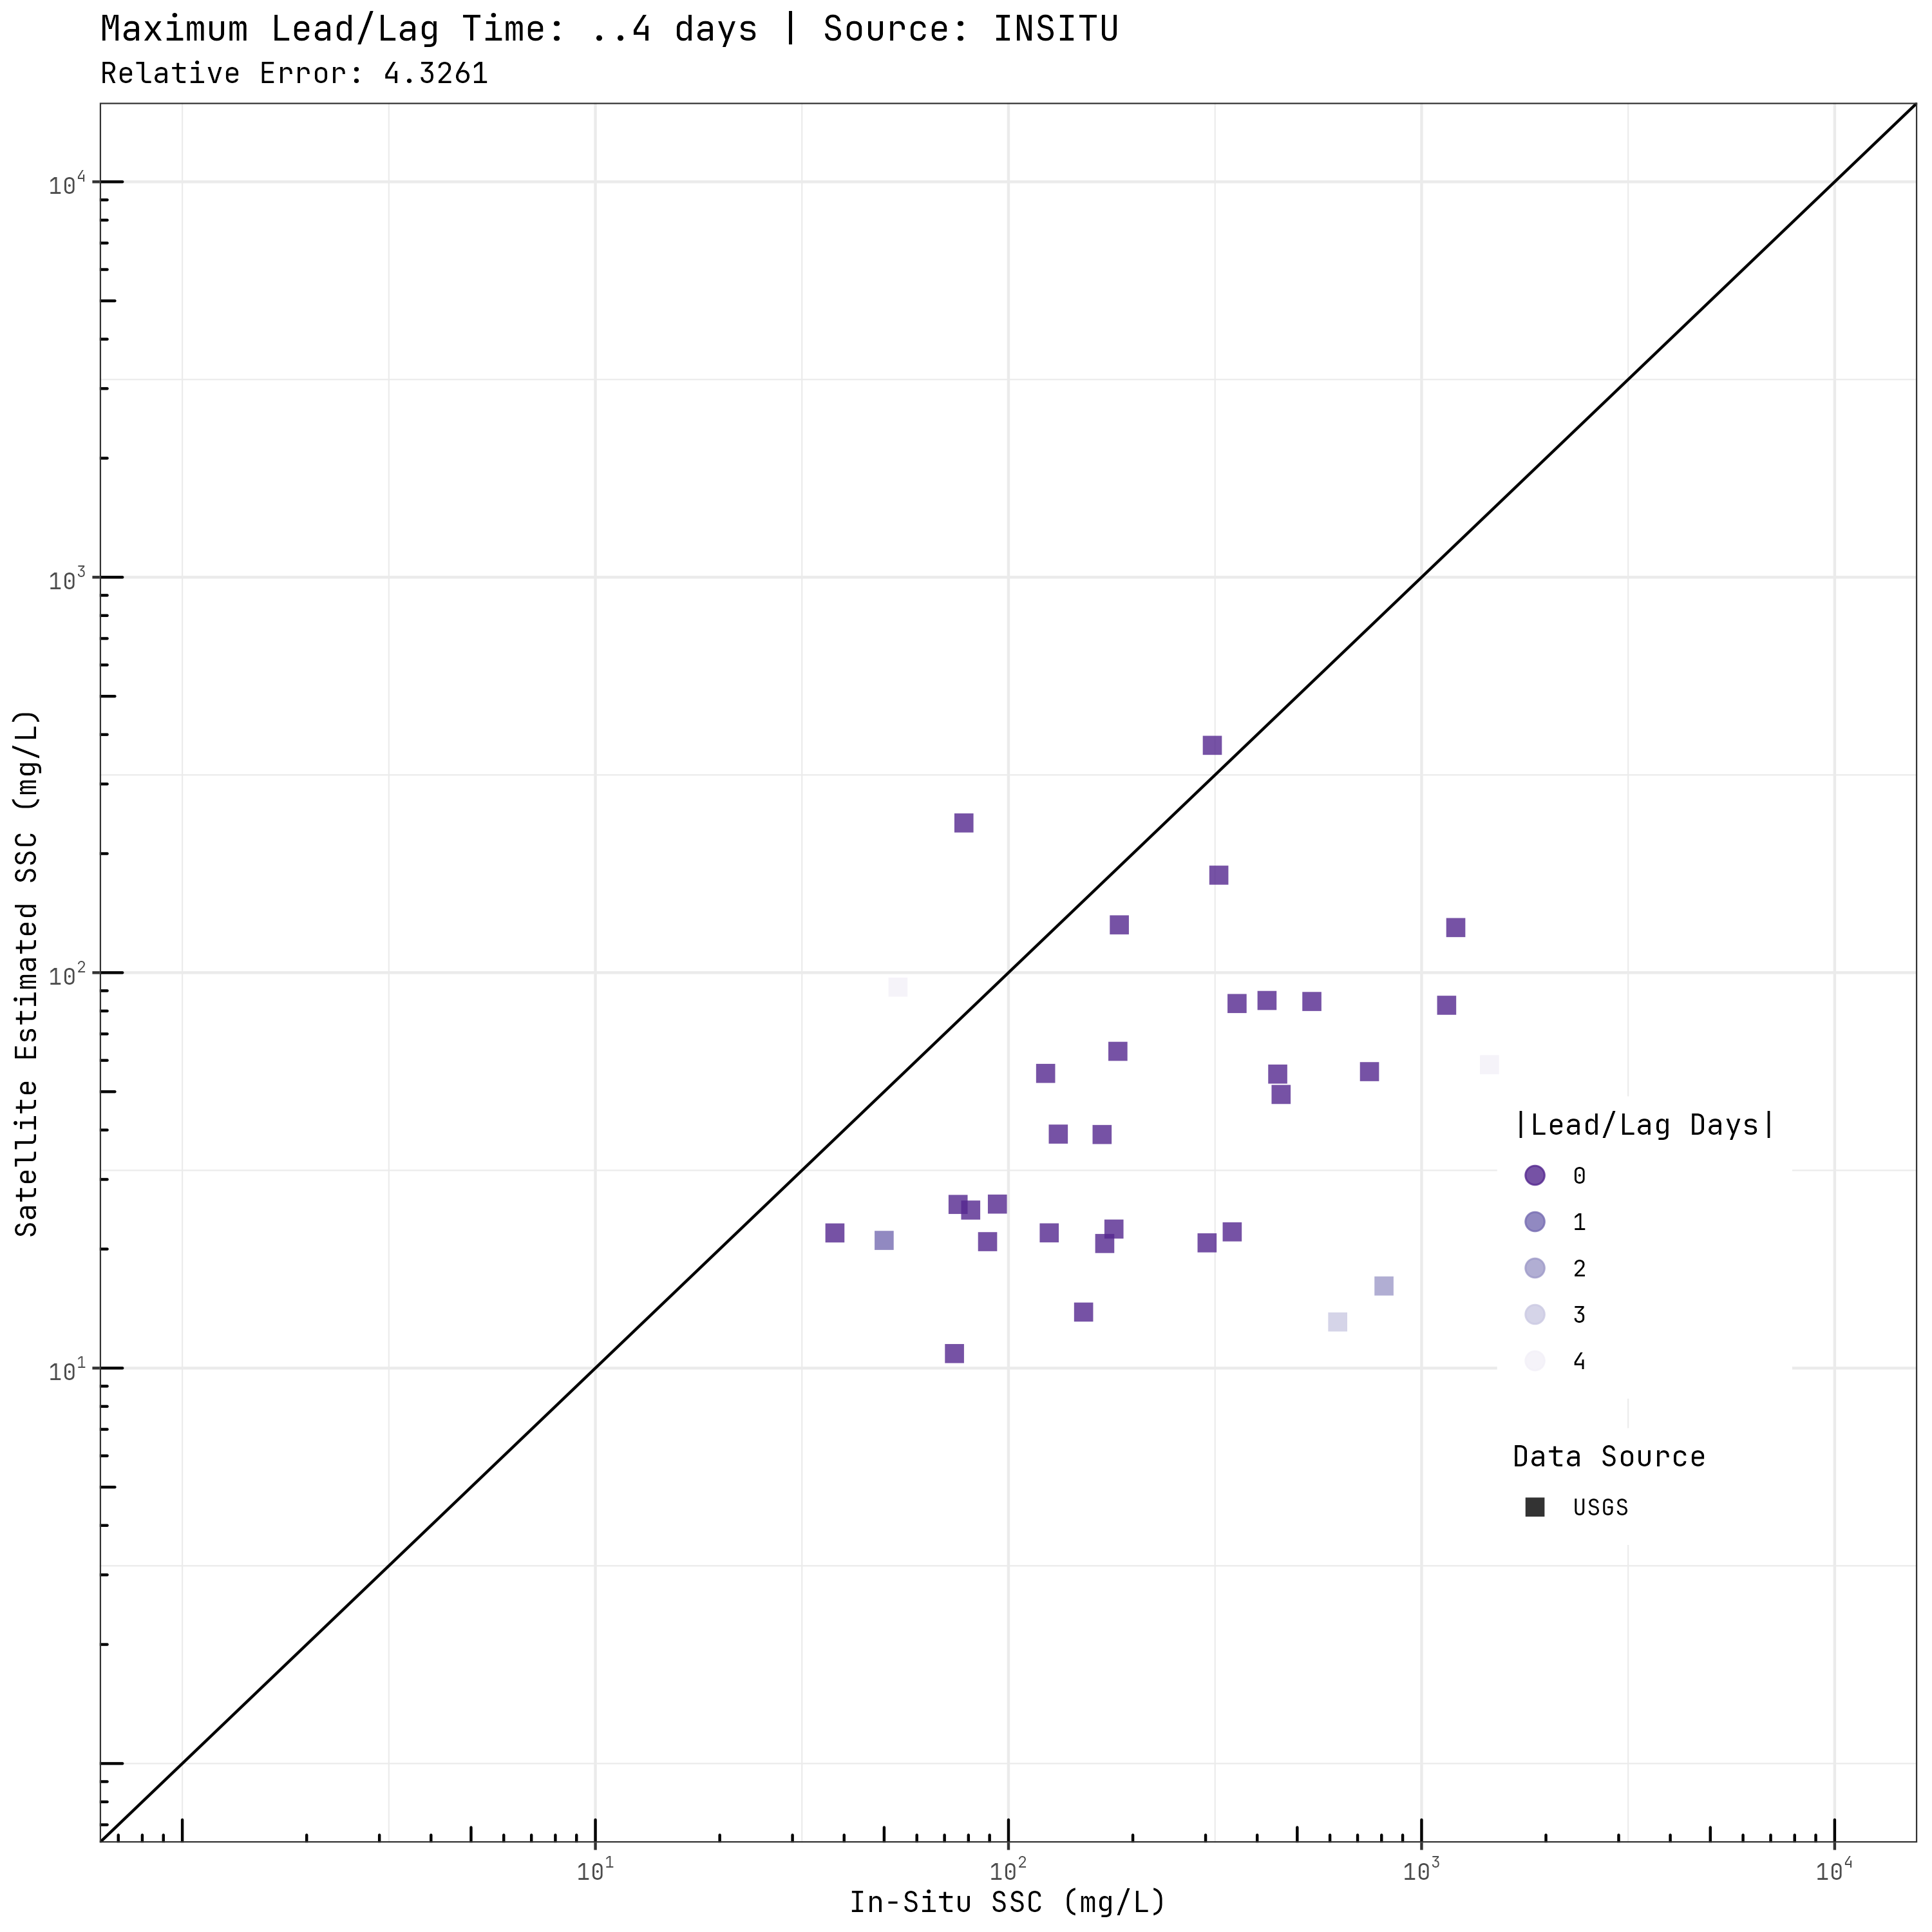 Maximum Lead/Lag Time: ..4 days | Source: INSITU
Relative Error: 4.3261
Satellite Estimated SSC (mg/L)
10⁴
10³
10²
10¹
|Lead/Lag Days|
0
1
2
3
4
Data Source
USGS
10¹ 10² 10³ 10⁴
In-Situ SSC (mg/L)